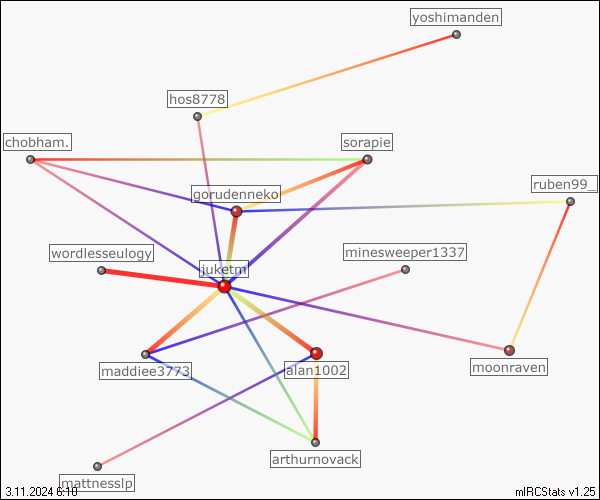 yoshimanden
hos8778
chobham.
sorapie
ruben99_
gorudenneko
wordlesseulogy
minesweeper1337
juketm
maddiee3773
alan1002
moonraven
arthurnovack
mattnesslp
3.11.2024 6:10
mIRCStats v1.25